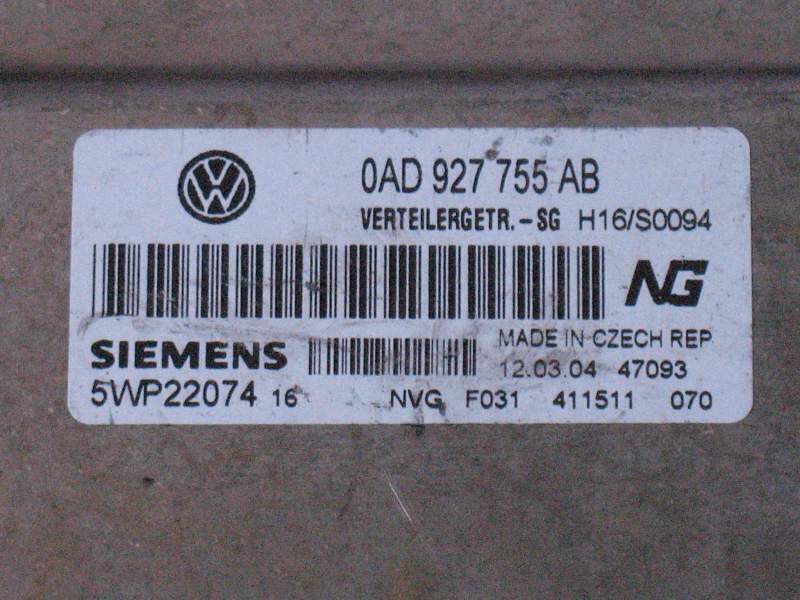 VW
0AD 927 755 AB
VERTEILERGETR.-SG H16/S0094
NG
SIEMENS
MADE IN CZECH REP
12.03.04 47093
5WP22074 16
NVG F031 411511 070